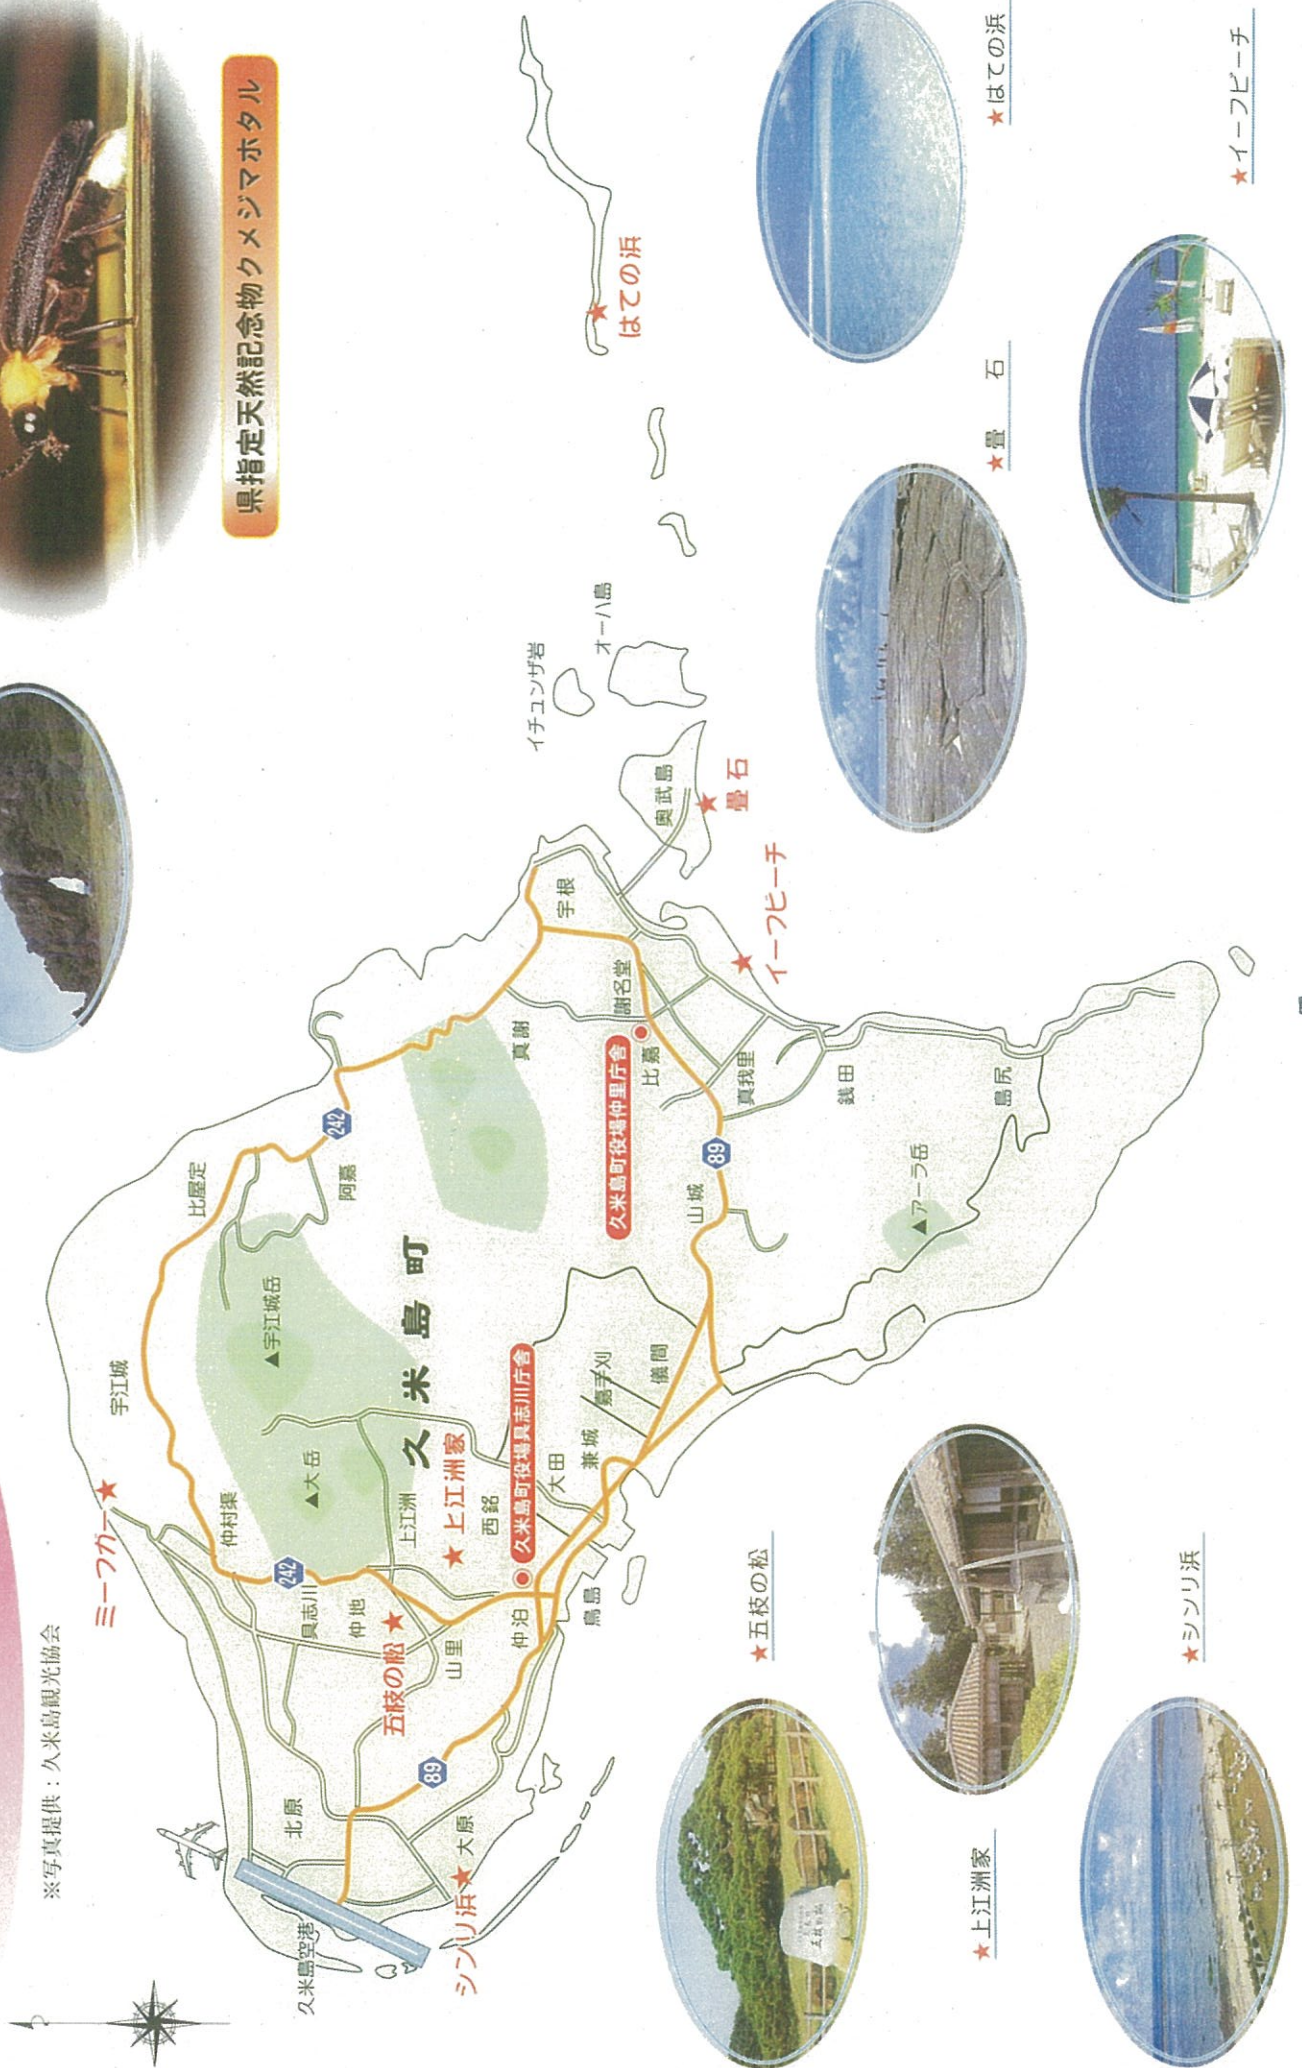 ※写真提供：久米島観光協会
県指定天然記念物クメジマホタル
ミーフガー
宇江城
比屋定
仲村渠
242
▲宇江城岳
▲大岳
阿嘉
242
久米島空港
北原
具志川
仲地
五枝の松
上江洲
久米島町
上江洲家
山里
西銘
89
シンリ浜
大原
仲泊
久米島町役場具志川庁舎
大田
鳥島
兼城
嘉手刈
儀間
真謝
宇根
久米島町役場仲里庁舎
謝名堂
比嘉
山城
89
真我里
銭田
島尻
▲アーラ岳
イーフビーチ
奥武島
畳石
イチュンザ岩
オーハ島
はての浜
★五枝の松
★上江洲家
★シンリ浜
★はての浜
★畳　石
★イーフビーチ
五枝の松